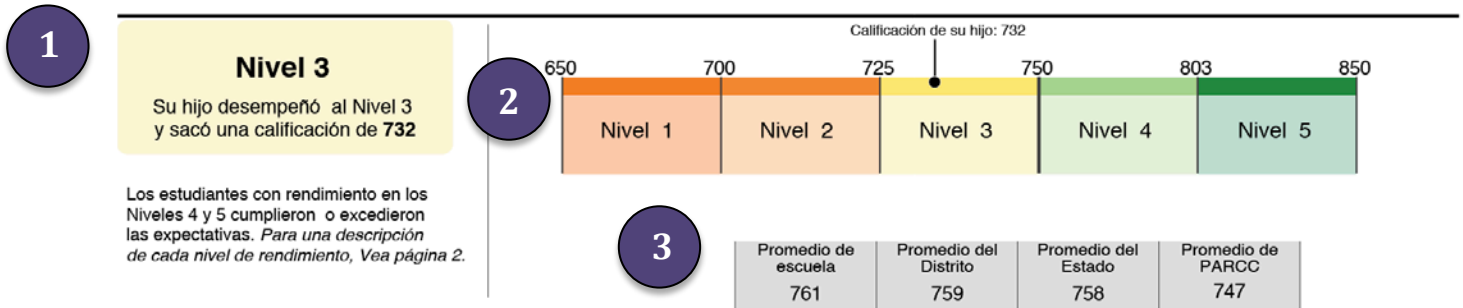 1
Nivel 3
Su hijo desempeñó al Nivel 3
y sacó una calificación de 732
Los estudiantes con rendimiento en los
Niveles 4 y 5 cumplieron o excedieron
las expectativas. Para una descripción
de cada nivel de rendimiento, Vea página 2.
2
Calificación de su hijo: 732
650 700 725 750 803 850
Nivel 1 Nivel 2 Nivel 3 Nivel 4 Nivel 5
3
Promedio de escuela 761
Promedio del Distrito 759
Promedio del Estado 758
Promedio de PARCC 747